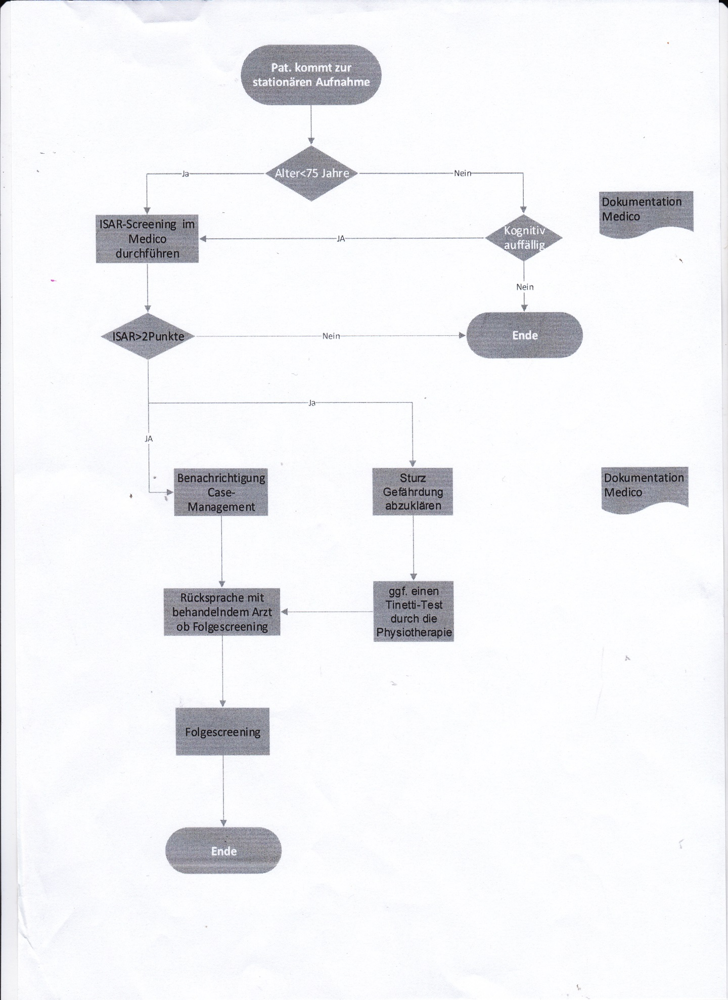 Pat. kommt zur
stationären Aufnahme
Alter<75 Jahre
Ja
Nein
ISAR-Screening im
Medico
durchführen
JA
Kognitiv
auffällig
Dokumentation
Medico
Nein
ISAR>2Punkte
Nein
Ende
Ja
JA
Benachrichtigung
Case-
Management
Sturz
Gefährdung
abzuklären
Dokumentation
Medico
Rücksprache mit
behandelndem Arzt
ob Folgescreening
ggf. einen
Tinetti-Test
durch die
Physiotherapie
Folgescreening
Ende